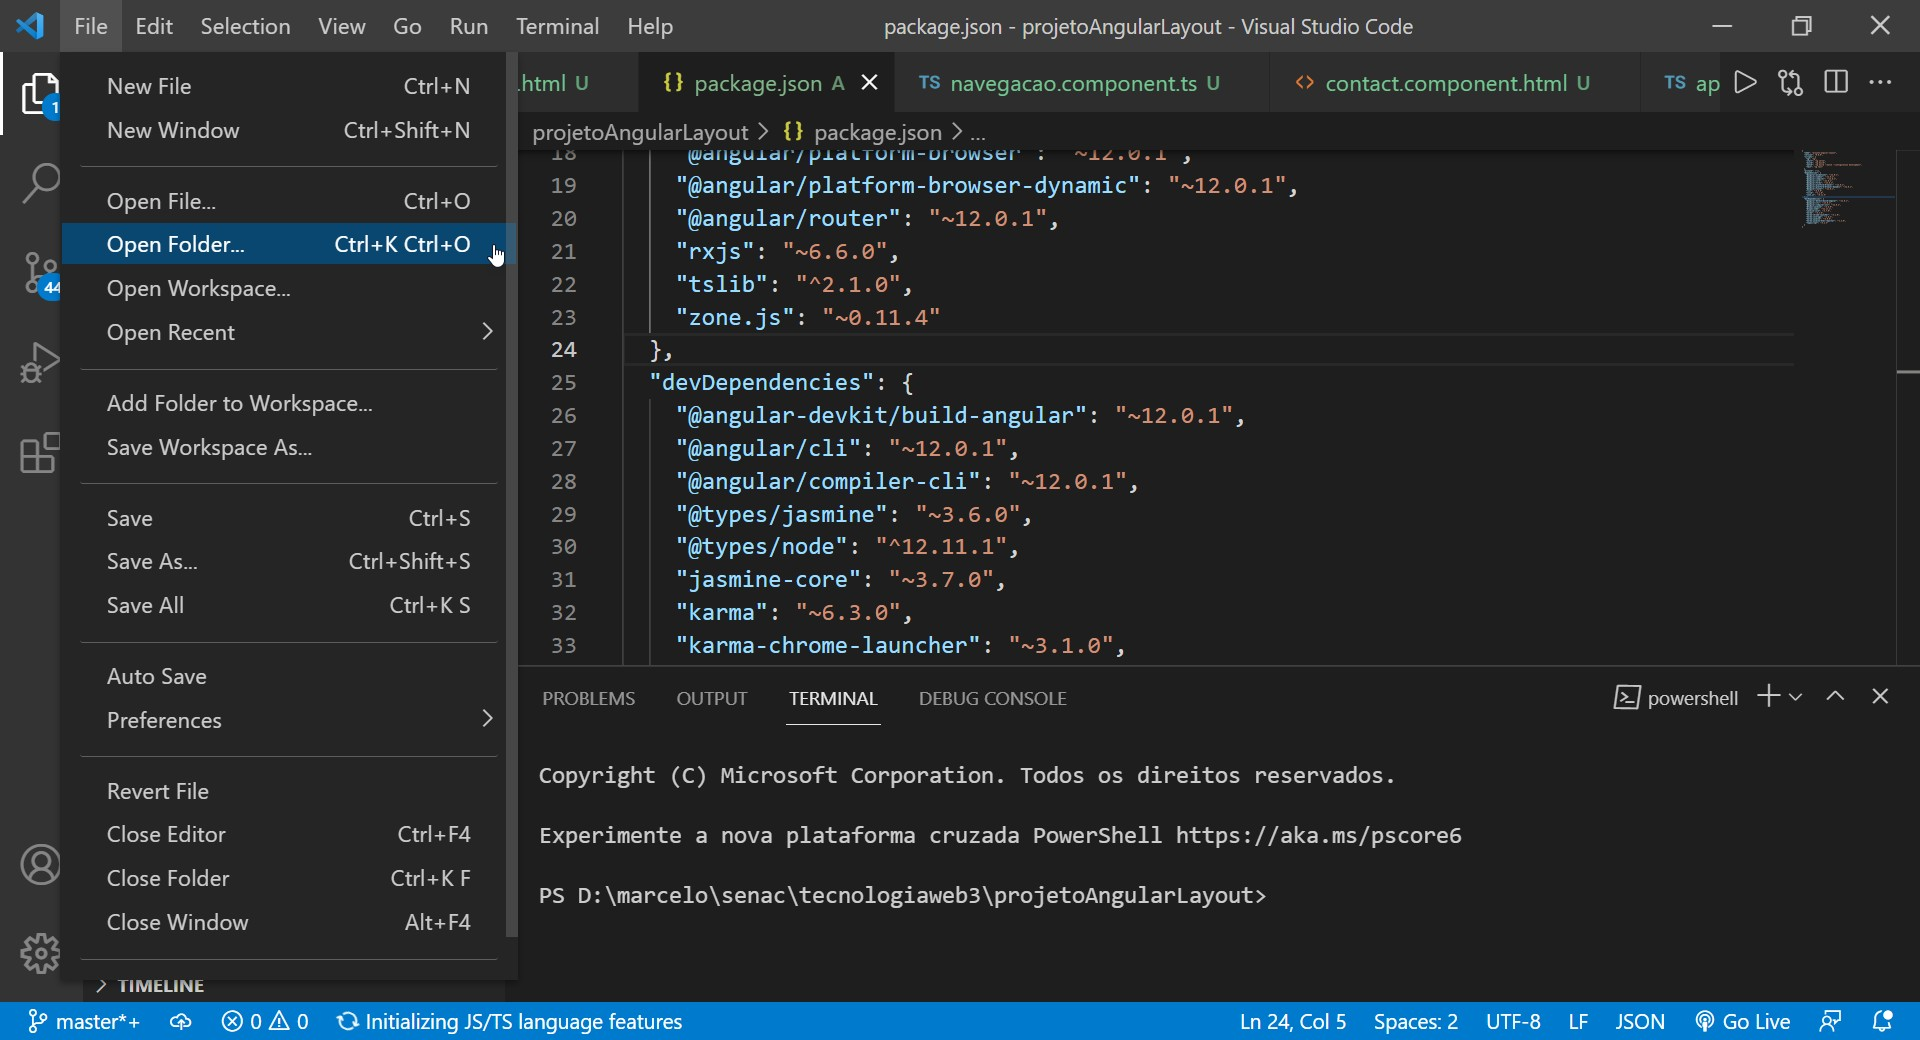 File Edit Selection View Go Run Terminal Help package.json - projetoAngularLayout - Visual Studio Code
New File Ctrl+N
New Window Ctrl+Shift+N
Open File... Ctrl+O
Open Folder... Ctrl+K Ctrl+O
Open Workspace...
Open Recent
Add Folder to Workspace...
Save Workspace As...
Save Ctrl+S
Save As... Ctrl+Shift+S
Save All Ctrl+K S
Auto Save
Preferences
Revert File
Close Editor Ctrl+F4
Close Folder Ctrl+K F
Close Window Alt+F4
TIMELINE
1
44
.html U {} package.json A TS navegacao.component.ts U <> contact.component.html U TS ap
projetoAngularLayout > {} package.json > ...
18 "@angular/platform-browser": "~12.0.1",
19 "@angular/platform-browser-dynamic": "~12.0.1",
20 "@angular/router": "~12.0.1",
21 "rxjs": "~6.6.0",
22 "tslib": "^2.1.0",
23 "zone.js": "~0.11.4"
24 },
25 "devDependencies": {
26 "@angular-devkit/build-angular": "~12.0.1",
27 "@angular/cli": "~12.0.1",
28 "@angular/compiler-cli": "~12.0.1",
29 "@types/jasmine": "~3.6.0",
30 "@types/node": "^12.11.1",
31 "jasmine-core": "~3.7.0",
32 "karma": "~6.3.0",
33 "karma-chrome-launcher": "~3.1.0",
PROBLEMS OUTPUT TERMINAL DEBUG CONSOLE powershell
Copyright (C) Microsoft Corporation. Todos os direitos reservados.
Experimente a nova plataforma cruzada PowerShell https://aka.ms/pscore6
PS D:\marcelo\senac\tecnologiaweb3\projetoAngularLayout>
master*+ 0 0 Initializing JS/TS language features Ln 24, Col 5 Spaces: 2 UTF-8 LF JSON Go Live